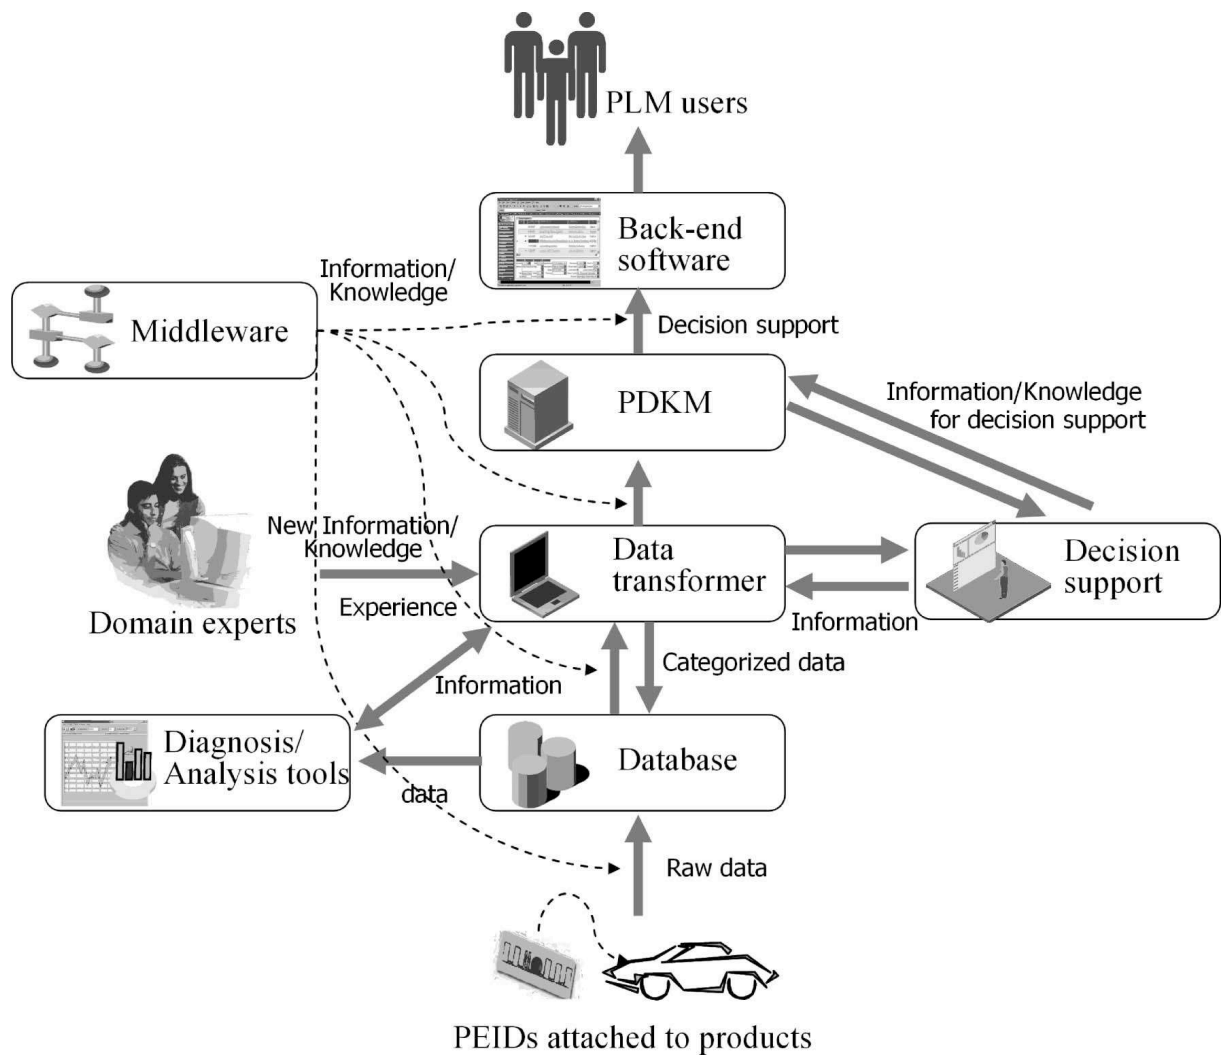 PLM users
Back-end
software
Information/
Knowledge
Middleware
Decision support
PDKM
Information/Knowledge
for decision support
New Information/
Knowledge
Data
transformer
Decision
support
Experience
Domain experts
Information
Categorized data
Information
Diagnosis/
Analysis tools
Database
data
Raw data
PEIDs attached to products